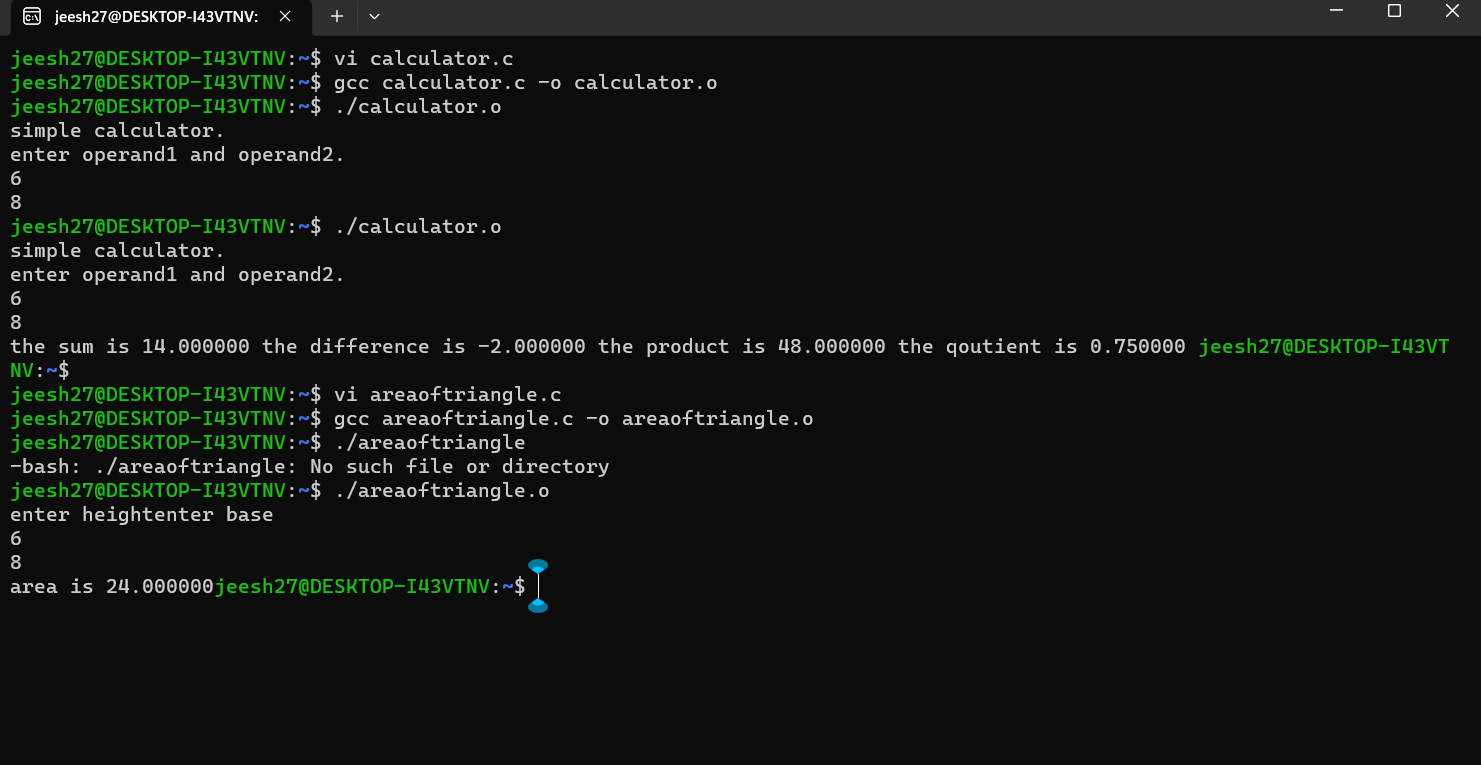 jeesh27@DESKTOP-I43VTNV:
jeesh27@DESKTOP-I43VTNV:~$ vi calculator.c
jeesh27@DESKTOP-I43VTNV:~$ gcc calculator.c -o calculator.o
jeesh27@DESKTOP-I43VTNV:~$ ./calculator.o
simple calculator.
enter operand1 and operand2.
6
8
jeesh27@DESKTOP-I43VTNV:~$ ./calculator.o
simple calculator.
enter operand1 and operand2.
6
8
the sum is 14.000000 the difference is -2.000000 the product is 48.000000 the qoutient is 0.750000 jeesh27@DESKTOP-I43VT
NV:~$
jeesh27@DESKTOP-I43VTNV:~$ vi areaoftriangle.c
jeesh27@DESKTOP-I43VTNV:~$ gcc areaoftriangle.c -o areaoftriangle.o
jeesh27@DESKTOP-I43VTNV:~$ ./areaoftriangle
-bash: ./areaoftriangle: No such file or directory
jeesh27@DESKTOP-I43VTNV:~$ ./areaoftriangle.o
enter heightenter base
6
8
area is 24.000000jeesh27@DESKTOP-I43VTNV:~$